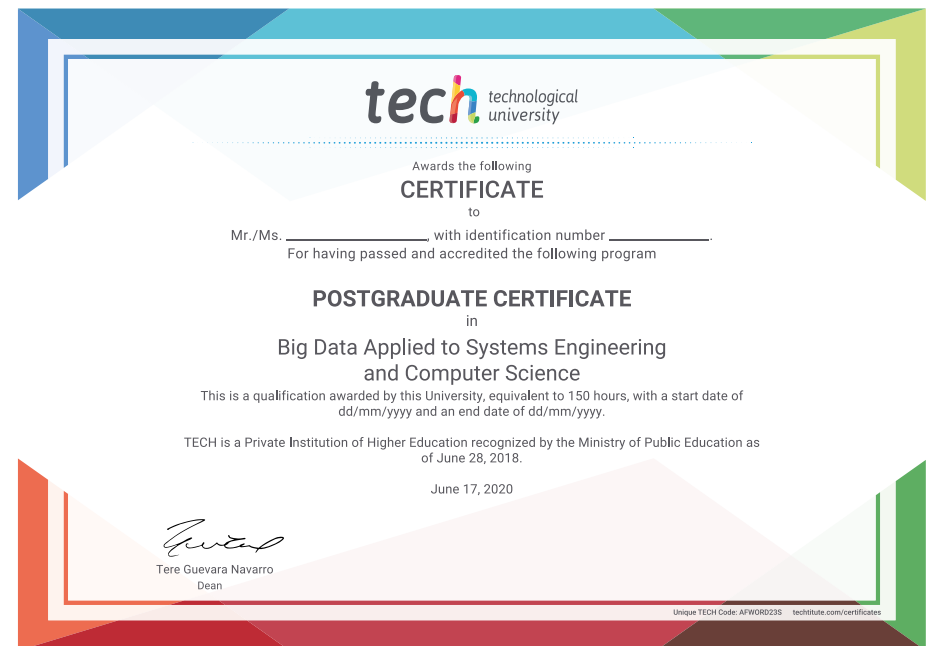 tech technological
university
Awards the following
CERTIFICATE
to
Mr./Ms. ____________________, with identification number ______________.
For having passed and accredited the following program
POSTGRADUATE CERTIFICATE
in
Big Data Applied to Systems Engineering
and Computer Science
This is a qualification awarded by this University, equivalent to 150 hours, with a start date of
dd/mm/yyyy and an end date of dd/mm/yyyy.
TECH is a Private Institution of Higher Education recognized by the Ministry of Public Education as
of June 28, 2018.
June 17, 2020
Tere Guevara Navarro
Dean
Unique TECH Code: AFWORD23S techtitute.com/certificates